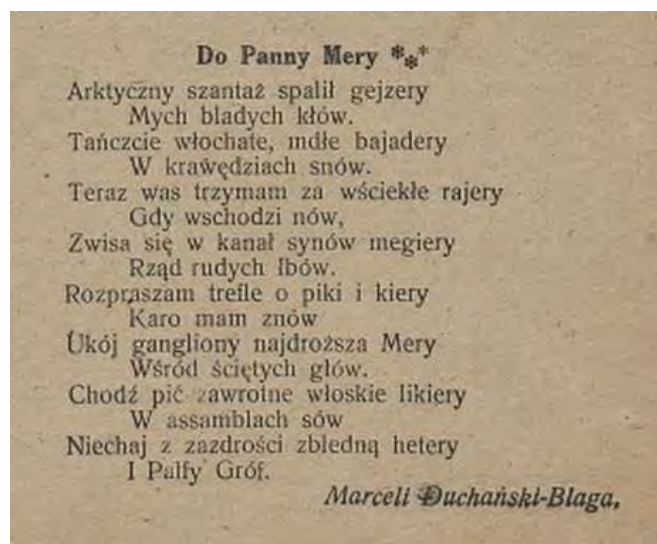 Do Panny Mery ***
Arktyczny szantaż spalił gejzery
Mych bladych kłów.
Tańczcie włochate, mdłe bajadery
W krawędziach snów.
Teraz was trzymam za wściekłe rajery
Gdy wschodzi nów,
Zwisa się w kanał synów megiery
Rząd rudych łbów.
Rozpraszam trefle o piki i kiery
Karo mam znów
Ukój gangliony najdroższa Mery
Wśród ściętych głów.
Chodź pić zawrotne włoskie likiery
W assamblach sów
Niechaj z zazdrości zbledną hetery
I Palfy Gróf.
Marceli Duchański-Blaga.